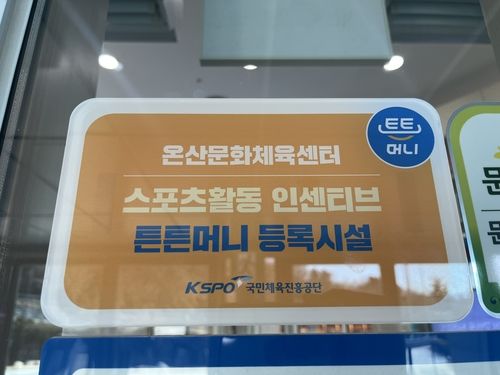 튼튼
머니
온산문화체육센터
스포츠활동 인센티브
튼튼머니 등록시설
KSPO 국민체육진흥공단
문
문